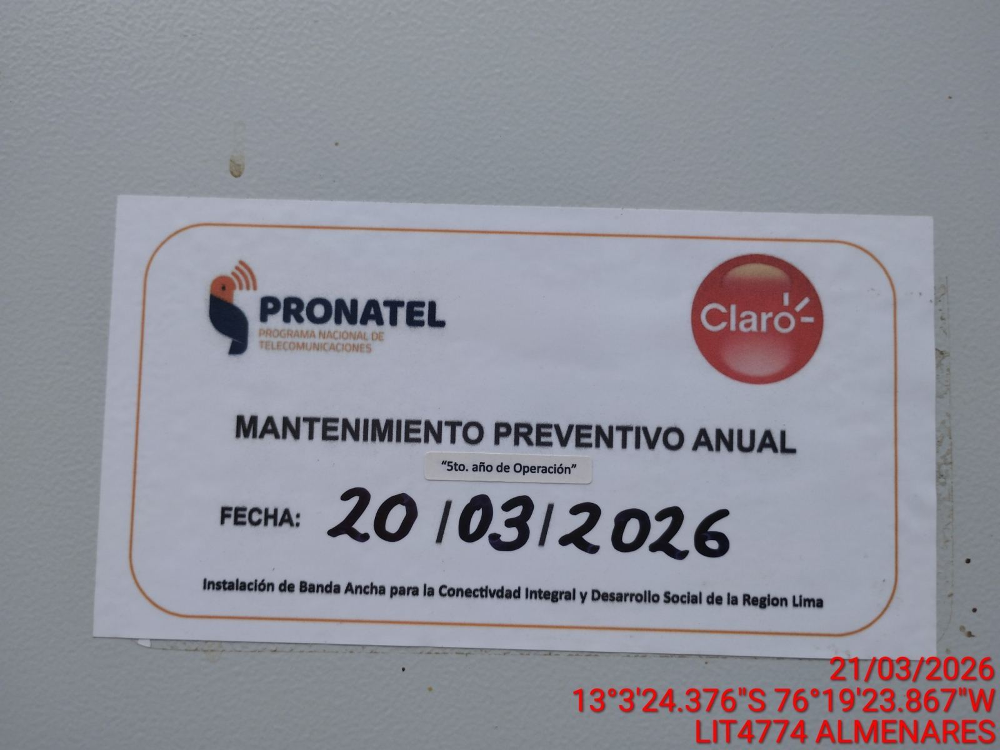 PRONATEL
PROGRAMA NACIONAL DE
TELECOMUNICACIONES
Claro
MANTENIMIENTO PREVENTIVO ANUAL
“5to. año de Operación”
FECHA: 20/03/2026
Instalación de Banda Ancha para la Conectivdad Integral y Desarrollo Social de la Region Lima
21/03/2026
13°3'24.376"S 76°19'23.867"W
LIT4774 ALMENARES